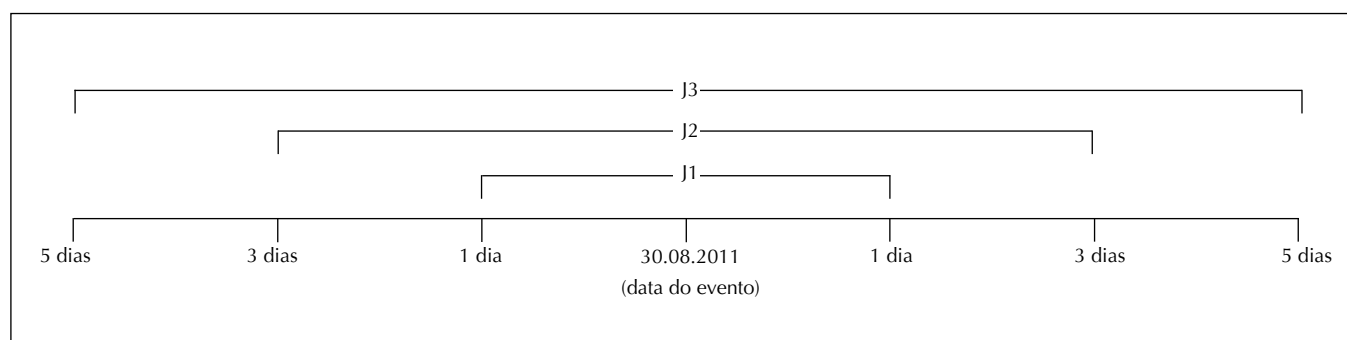 J3
J2
J1
5 dias 3 dias 1 dia 30.08.2011 1 dia 3 dias 5 dias
(data do evento)